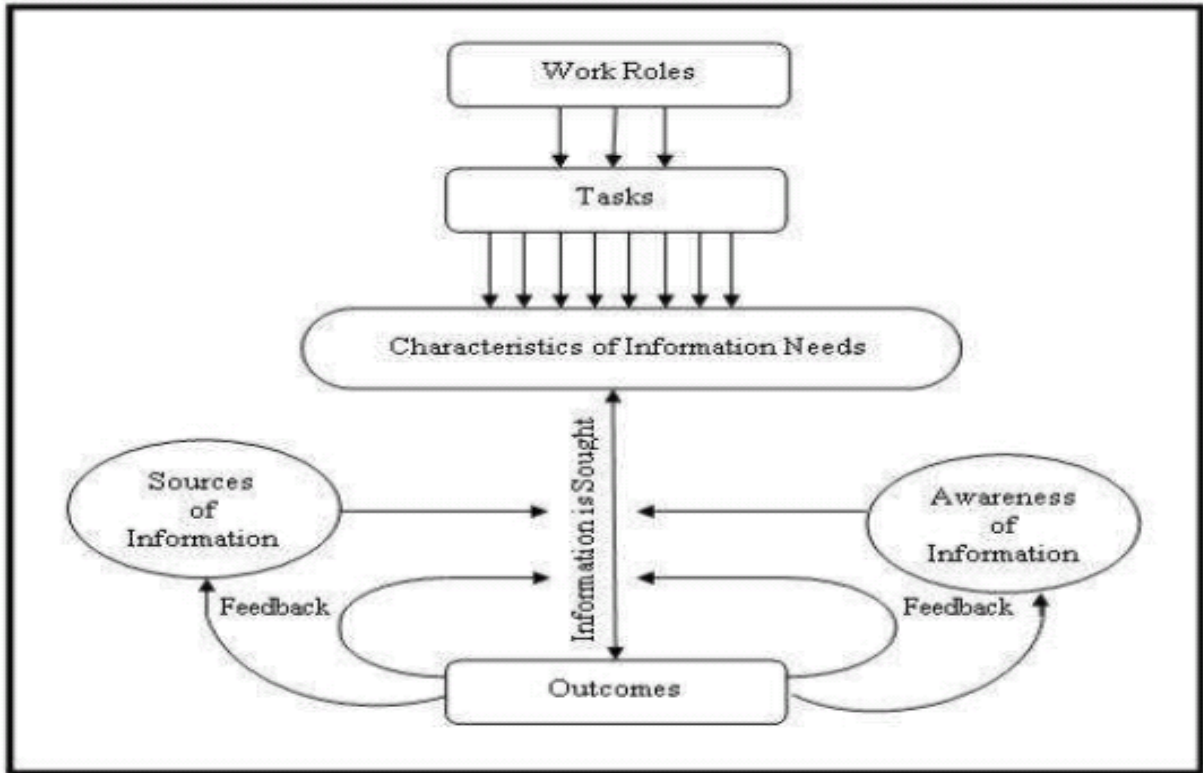 Work Roles
Tasks
Characteristics of Information Needs
Information is Sought
Sources
of
Information
Awareness
of
Information
Feedback
Feedback
Outcomes